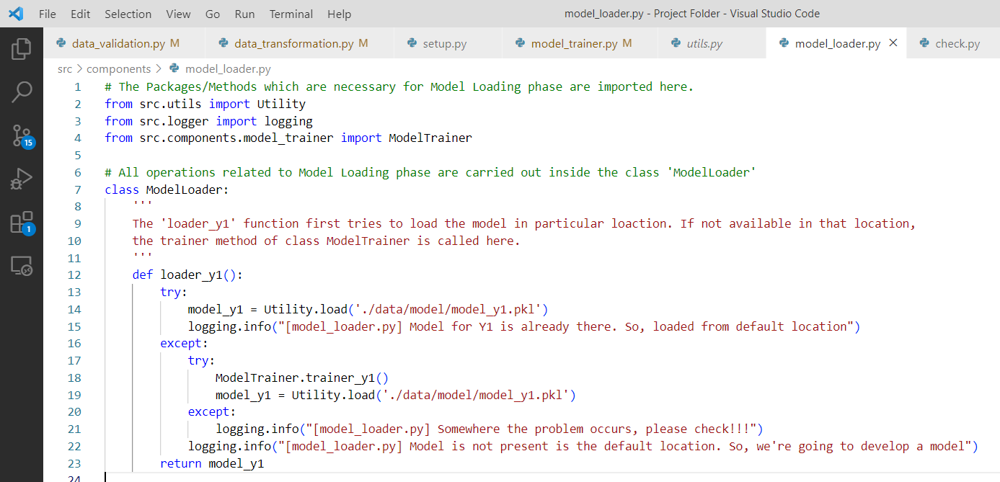 File Edit Selection View Go Run Terminal Help model_loader.py - Project Folder - Visual Studio Code
data_validation.py M data_transformation.py M setup.py model_trainer.py M utils.py model_loader.py check.py
src > components > model_loader.py
1 # The Packages/Methods which are necessary for Model Loading phase are imported here.
2 from src.utils import Utility
3 from src.logger import logging
4 from src.components.model_trainer import ModelTrainer
5
6 # All operations related to Model Loading phase are carried out inside the class 'ModelLoader'
7 class ModelLoader:
8 '''
9 The 'loader_y1' function first tries to load the model in particular loaction. If not available in that location,
10 the trainer method of class ModelTrainer is called here.
11 '''
12 def loader_y1():
13 try:
14 model_y1 = Utility.load('./data/model/model_y1.pkl')
15 logging.info("[model_loader.py] Model for Y1 is already there. So, loaded from default location")
16 except:
17 try:
18 ModelTrainer.trainer_y1()
19 model_y1 = Utility.load('./data/model/model_y1.pkl')
20 except:
21 logging.info("[model_loader.py] Somewhere the problem occurs, please check!!!")
22 logging.info("[model_loader.py] Model is not present is the default location. So, we're going to develop a model")
23 return model_y1
24
15
1